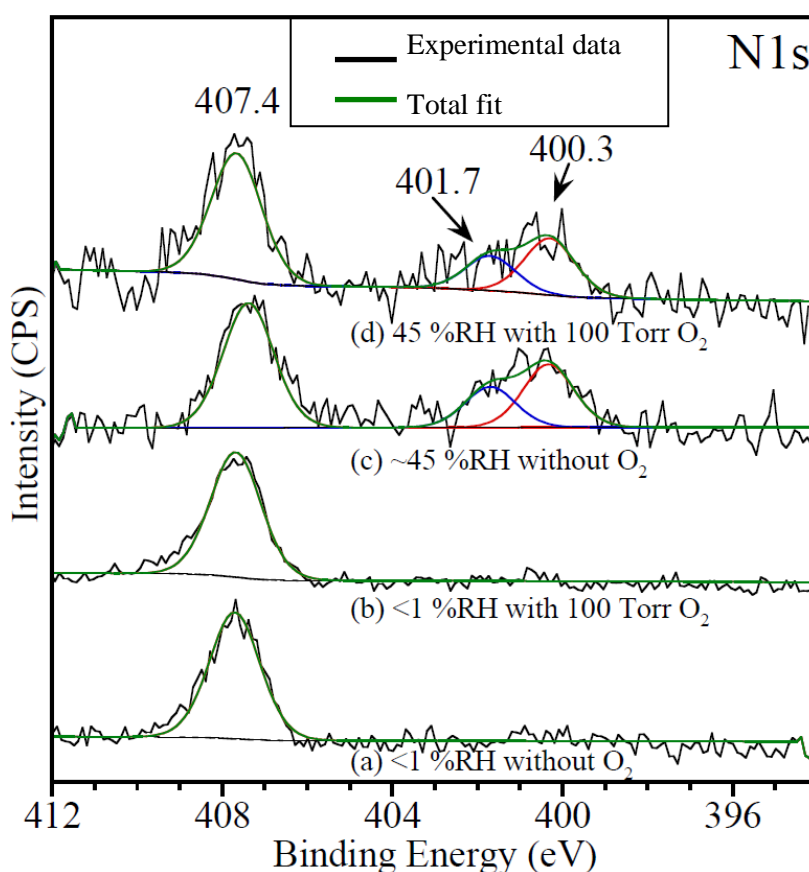 Experimental data
Total fit
N1s
407.4
401.7
400.3
(d) 45 %RH with 100 Torr O₂
(c) ~45 %RH without O₂
(b) <1 %RH with 100 Torr O₂
(a) <1 %RH without O₂
Intensity (CPS)
412 408 404 400 396
Binding Energy (eV)